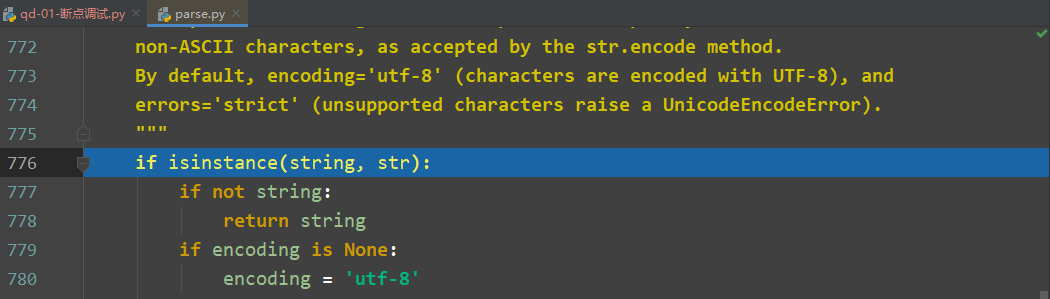 qd-01-断点调试.py parse.py
772 non-ASCII characters, as accepted by the str.encode method.
773 By default, encoding='utf-8' (characters are encoded with UTF-8), and
774 errors='strict' (unsupported characters raise a UnicodeEncodeError).
775 """
776 if isinstance(string, str):
777 if not string:
778 return string
779 if encoding is None:
780 encoding = 'utf-8'